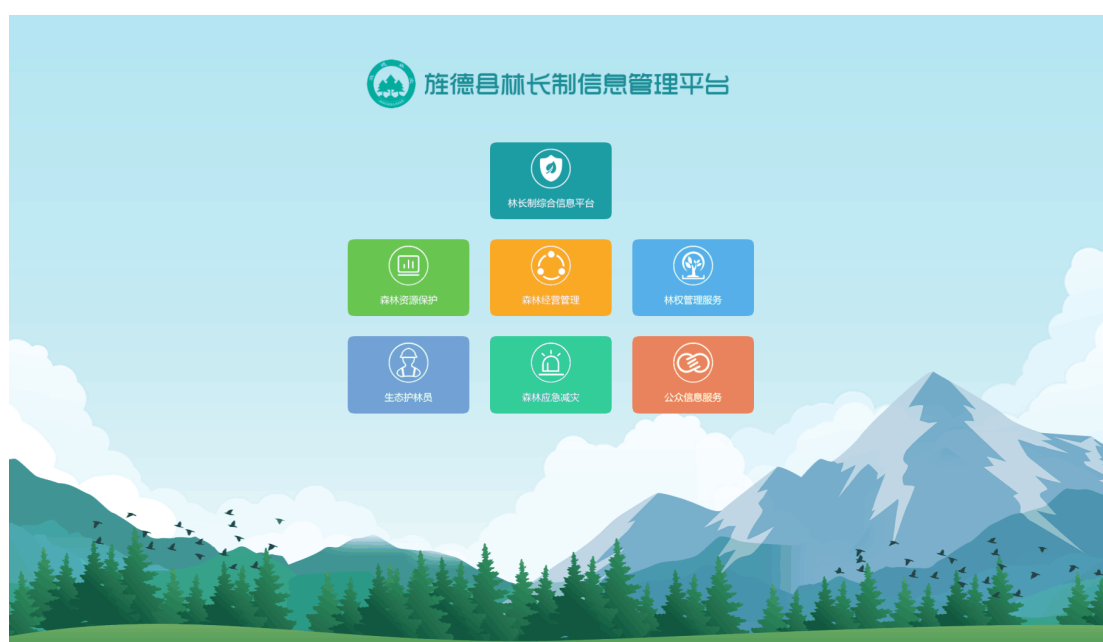 旌德县林长制信息管理平台
林长制综合信息平台
森林资源保护
森林经营管理
林权管理服务
生态护林员
森林应急减灾
公众信息服务